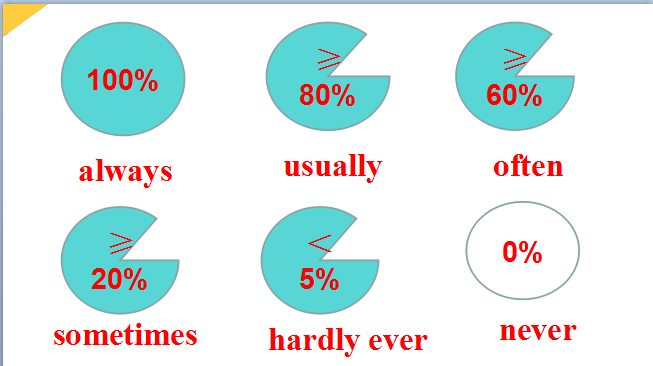 100%
≥
80%
≥
60%
always
usually
often
≥
20%
<
5%
0%
sometimes
hardly ever
never